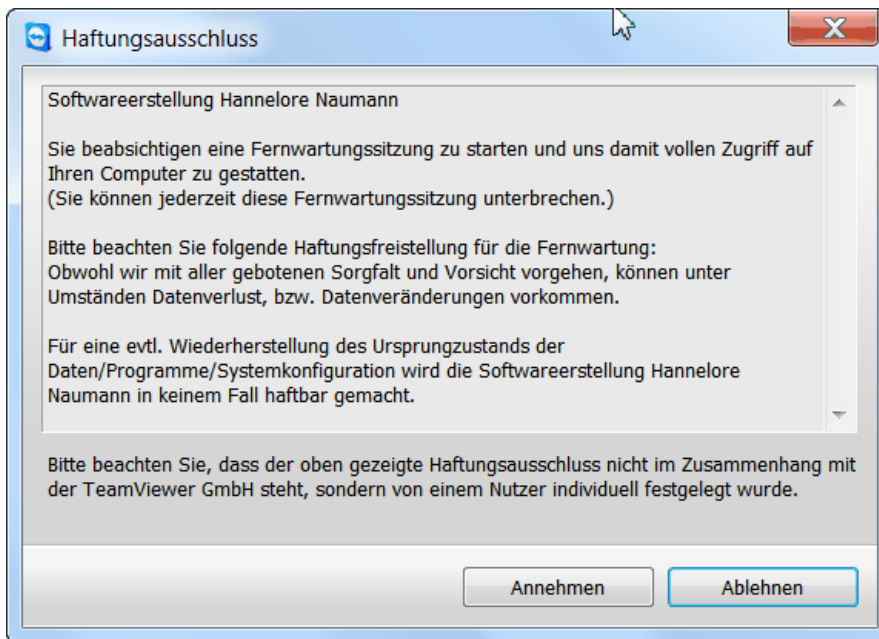 Haftungsausschluss
Softwareerstellung Hannelore Naumann
Sie beabsichtigen eine Fernwartungssitzung zu starten und uns damit vollen Zugriff auf
Ihren Computer zu gestatten.
(Sie können jederzeit diese Fernwartungssitzung unterbrechen.)
Bitte beachten Sie folgende Haftungsfreistellung für die Fernwartung:
Obwohl wir mit aller gebotenen Sorgfalt und Vorsicht vorgehen, können unter
Umständen Datenverlust, bzw. Datenveränderungen vorkommen.
Für eine evtl. Wiederherstellung des Ursprungzustands der
Daten/Programme/Systemkonfiguration wird die Softwareerstellung Hannelore
Naumann in keinem Fall haftbar gemacht.
Bitte beachten Sie, dass der oben gezeigte Haftungsausschluss nicht im Zusammenhang mit
der TeamViewer GmbH steht, sondern von einem Nutzer individuell festgelegt wurde.
Annehmen
Ablehnen